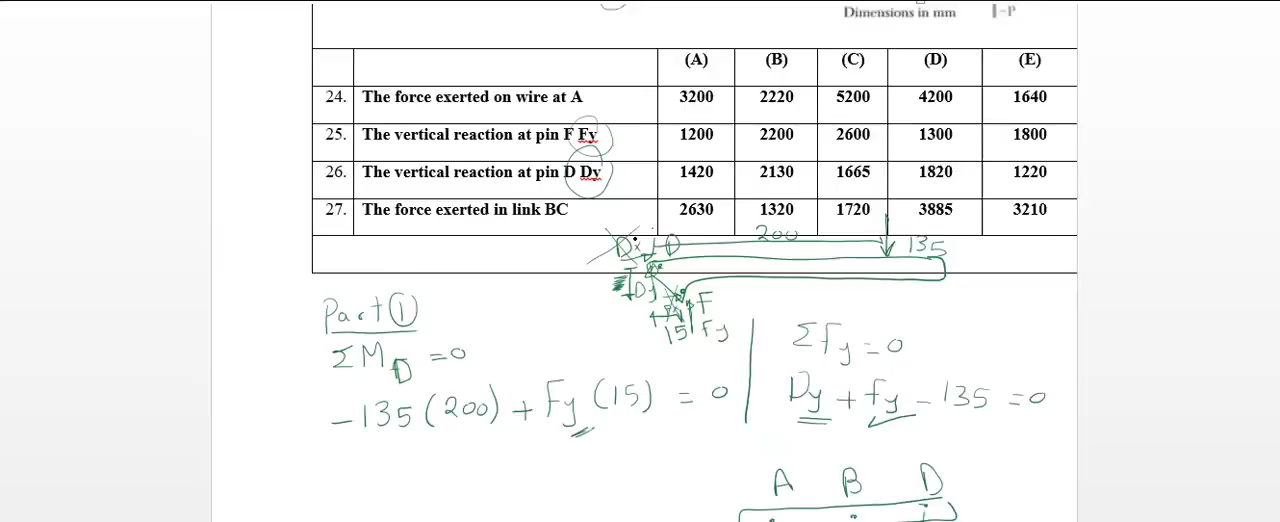 Dimensions in mm
-P
(A) (B) (C) (D) (E)
24. The force exerted on wire at A 3200 2220 5200 4200 1640
25. The vertical reaction at pin F Fy 1200 2200 2600 1300 1800
26. The vertical reaction at pin D Dy 1420 2130 1665 1820 1220
27. The force exerted in link BC 2630 1320 1720 3885 3210
Dx D 200 135
Dy F
15 Fy
Part ①
ΣM_D = 0
-135 (200) + Fy (15) = 0
ΣFy = 0
Dy + fy - 135 = 0
A B D